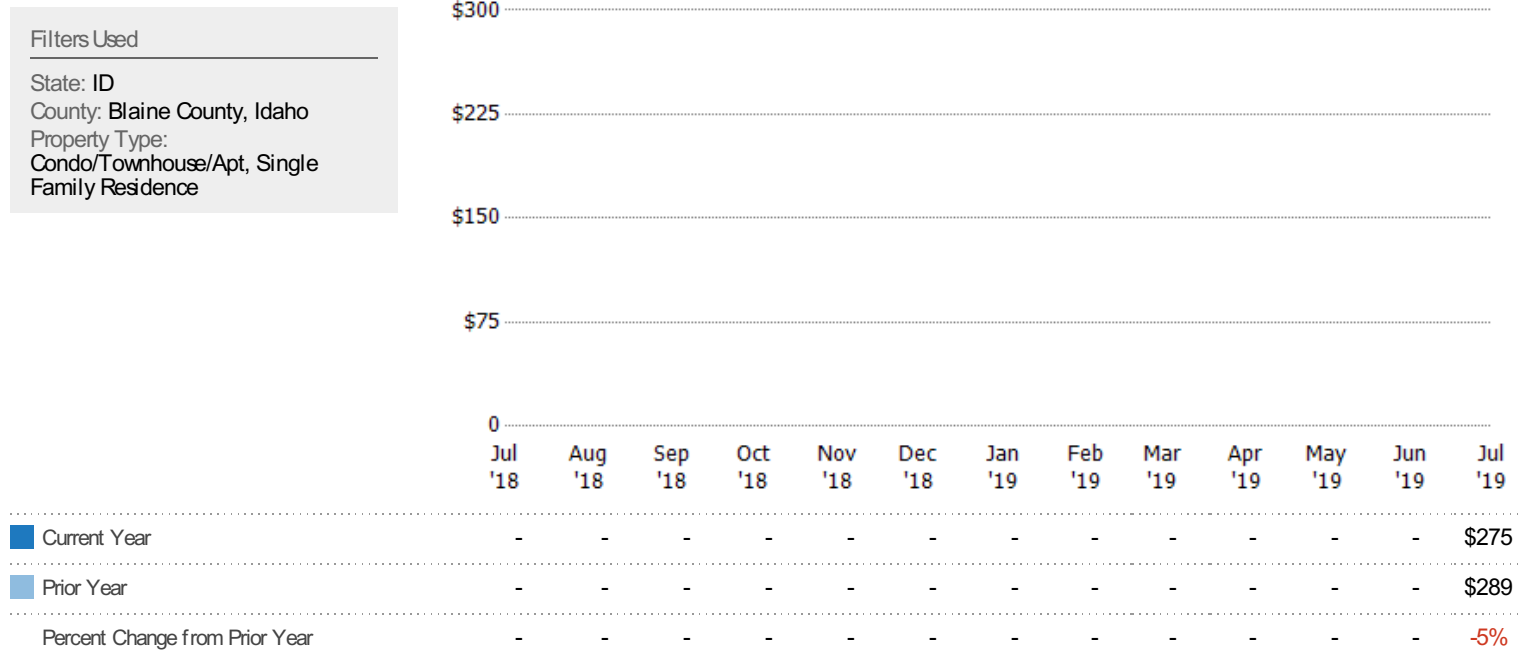 Filters Used
State: ID
County: Blaine County, Idaho
Property Type:
Condo/Townhouse/Apt, Single
Family Residence
$300
$225
$150
$75
0
Jul Aug Sep Oct Nov Dec Jan Feb Mar Apr May Jun Jul
'18 '18 '18 '18 '18 '18 '19 '19 '19 '19 '19 '19 '19
Current Year - - - - - - - - - - - - $275
Prior Year - - - - - - - - - - - - $289
Percent Change from Prior Year - - - - - - - - - - - - -5%